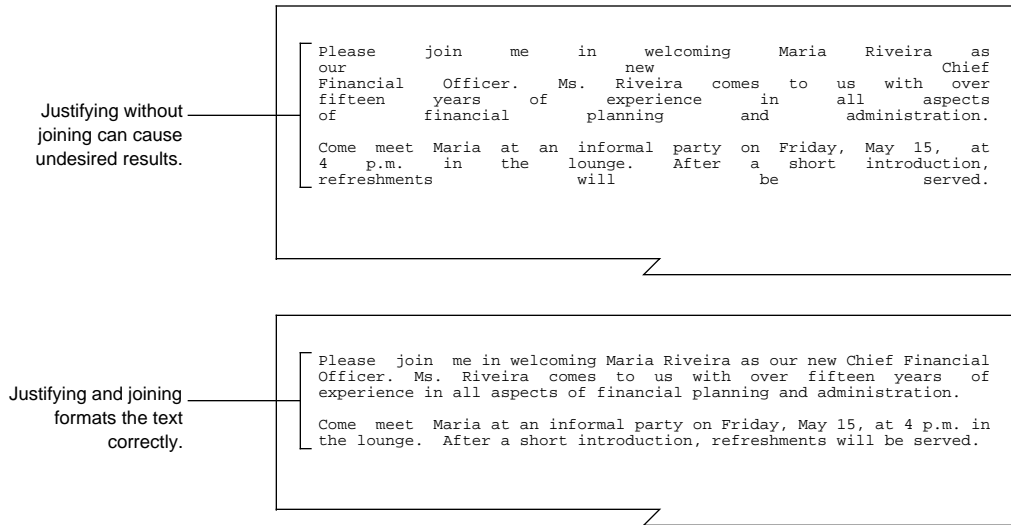 Justifying without
joining can cause
undesired results.
Please join me in welcoming Maria Riveira as
our new Chief
Financial Officer. Ms. Riveira comes to us with over
fifteen years of experience in all aspects
of financial planning and administration.
Come meet Maria at an informal party on Friday, May 15, at
4 p.m. in the lounge. After a short introduction,
refreshments will be served.
Justifying and joining
formats the text
correctly.
Please join me in welcoming Maria Riveira as our new Chief Financial
Officer. Ms. Riveira comes to us with over fifteen years of
experience in all aspects of financial planning and administration.
Come meet Maria at an informal party on Friday, May 15, at 4 p.m. in
the lounge. After a short introduction, refreshments will be served.